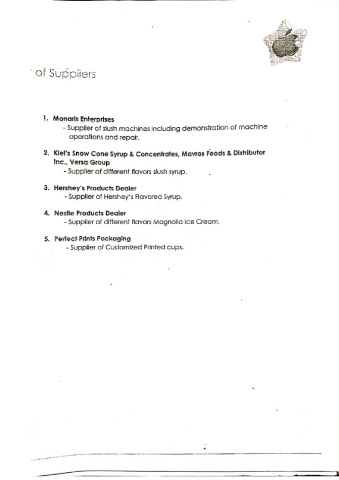 of Suppliers
1. Monaris Enterprises
- Supplier of slush machines including demonstration of machine
operations and repair.
2. Kiel's Snow Cone Syrup & Concentrates, Mavros Foods & Distributor
Inc., Versa Group
- Supplier of different flavors slush syrup.
3. Hershey's Products Dealer
- Supplier of Hershey's Flavored Syrup.
4. Nestle Products Dealer
- Supplier of different flavors Magnolia Ice Cream.
5. Perfect Prints Packaging
- Supplier of Customized Printed cups.